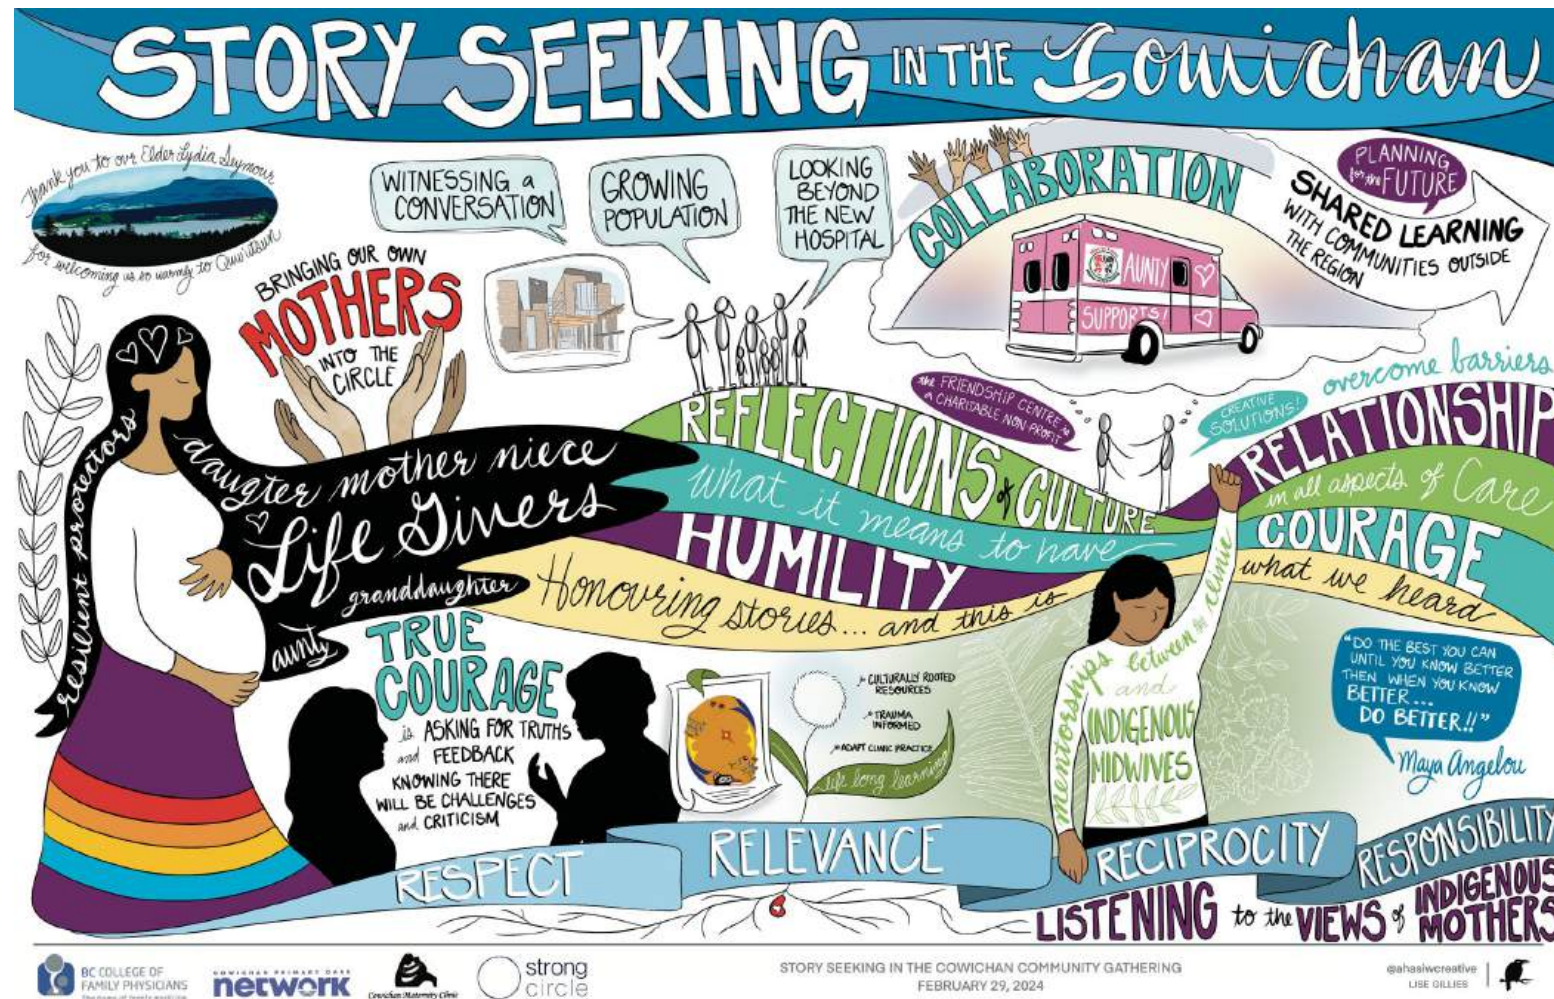 STORY SEEKING IN THE Cowichan
Thank you to our Elder Lydia Seymour
for welcoming us so warmly to Quw'utsun
BRINGING OUR OWN
MOTHERS
INTO THE
CIRCLE
WITNESSING a
CONVERSATION
GROWING
POPULATION
LOOKING
BEYOND
THE NEW
HOSPITAL
COLLABORATION
AUNTY
SUPPORTS!
PLANNING
for the FUTURE
SHARED LEARNING
WITH COMMUNITIES OUTSIDE
THE REGION
the FRIENDSHIP CENTRE is
a CHARITABLE NON-PROFIT
CREATIVE
SOLUTIONS!
overcome barriers
resilient protectors
daugter mother niece
Life Givers
granddaughter
aunty
REFLECTIONS of CULTURE
what it means to have
HUMILITY
Honouring stories... and this is
what we heard
RELATIONSHIP
in all aspects of Care
COURAGE
TRUE
COURAGE
is ASKING FOR TRUTHS
and FEEDBACK
KNOWING THERE
WILL BE CHALLENGES
and CRITICISM
CULTURALLY ROOTED
RESOURCES
TRAUMA
INFORMED
ADAPT CLINIC PRACTICE
life long learning
mentorships between & elinue
and
INDIGENOUS
MIDWIVES
"DO THE BEST YOU CAN
UNTIL YOU KNOW BETTER
THEN WHEN YOU KNOW
BETTER...
DO BETTER!!"
Maya Angelou
RESPECT
RELEVANCE
RECIPROCITY
RESPONSIBILITY
LISTENING to the VIEWS of INDIGENOUS
MOTHERS
BC COLLEGE OF
FAMILY PHYSICIANS
COWICHAN PRIMARY CARE
network
Cowichan Maternity Clinic
strong
circle
STORY SEEKING IN THE COWICHAN COMMUNITY GATHERING
FEBRUARY 29, 2024
@ahasiwcreative
LISE GILLIES